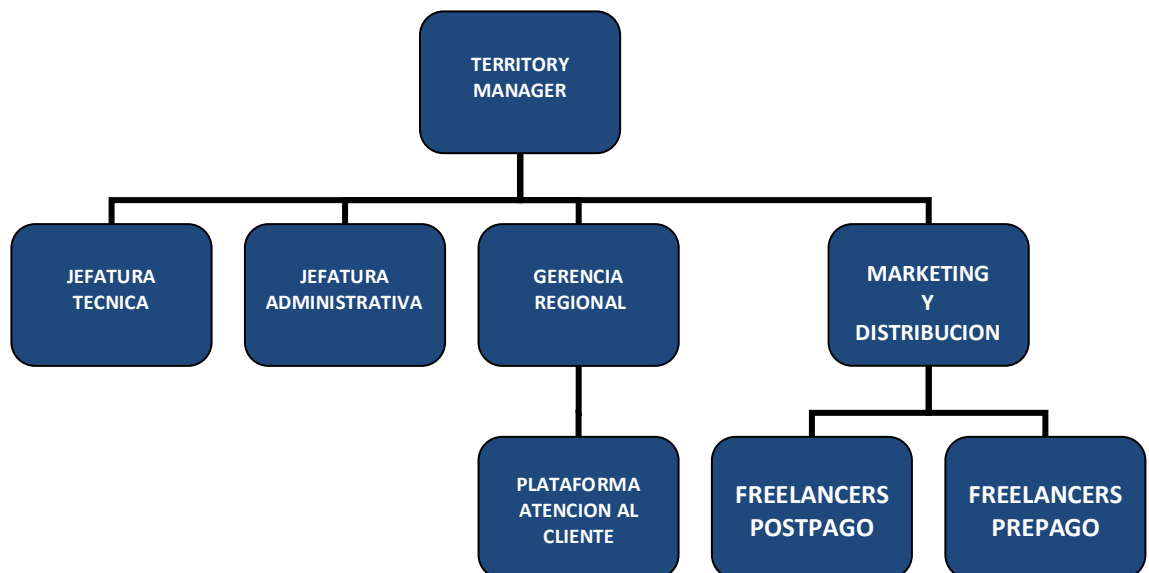 TERRITORY
MANAGER
JEFATURA
TECNICA
JEFATURA
ADMINISTRATIVA
GERENCIA
REGIONAL
MARKETING
Y
DISTRIBUCION
PLATAFORMA
ATENCION AL
CLIENTE
FREELANCERS
POSTPAGO
FREELANCERS
PREPAGO